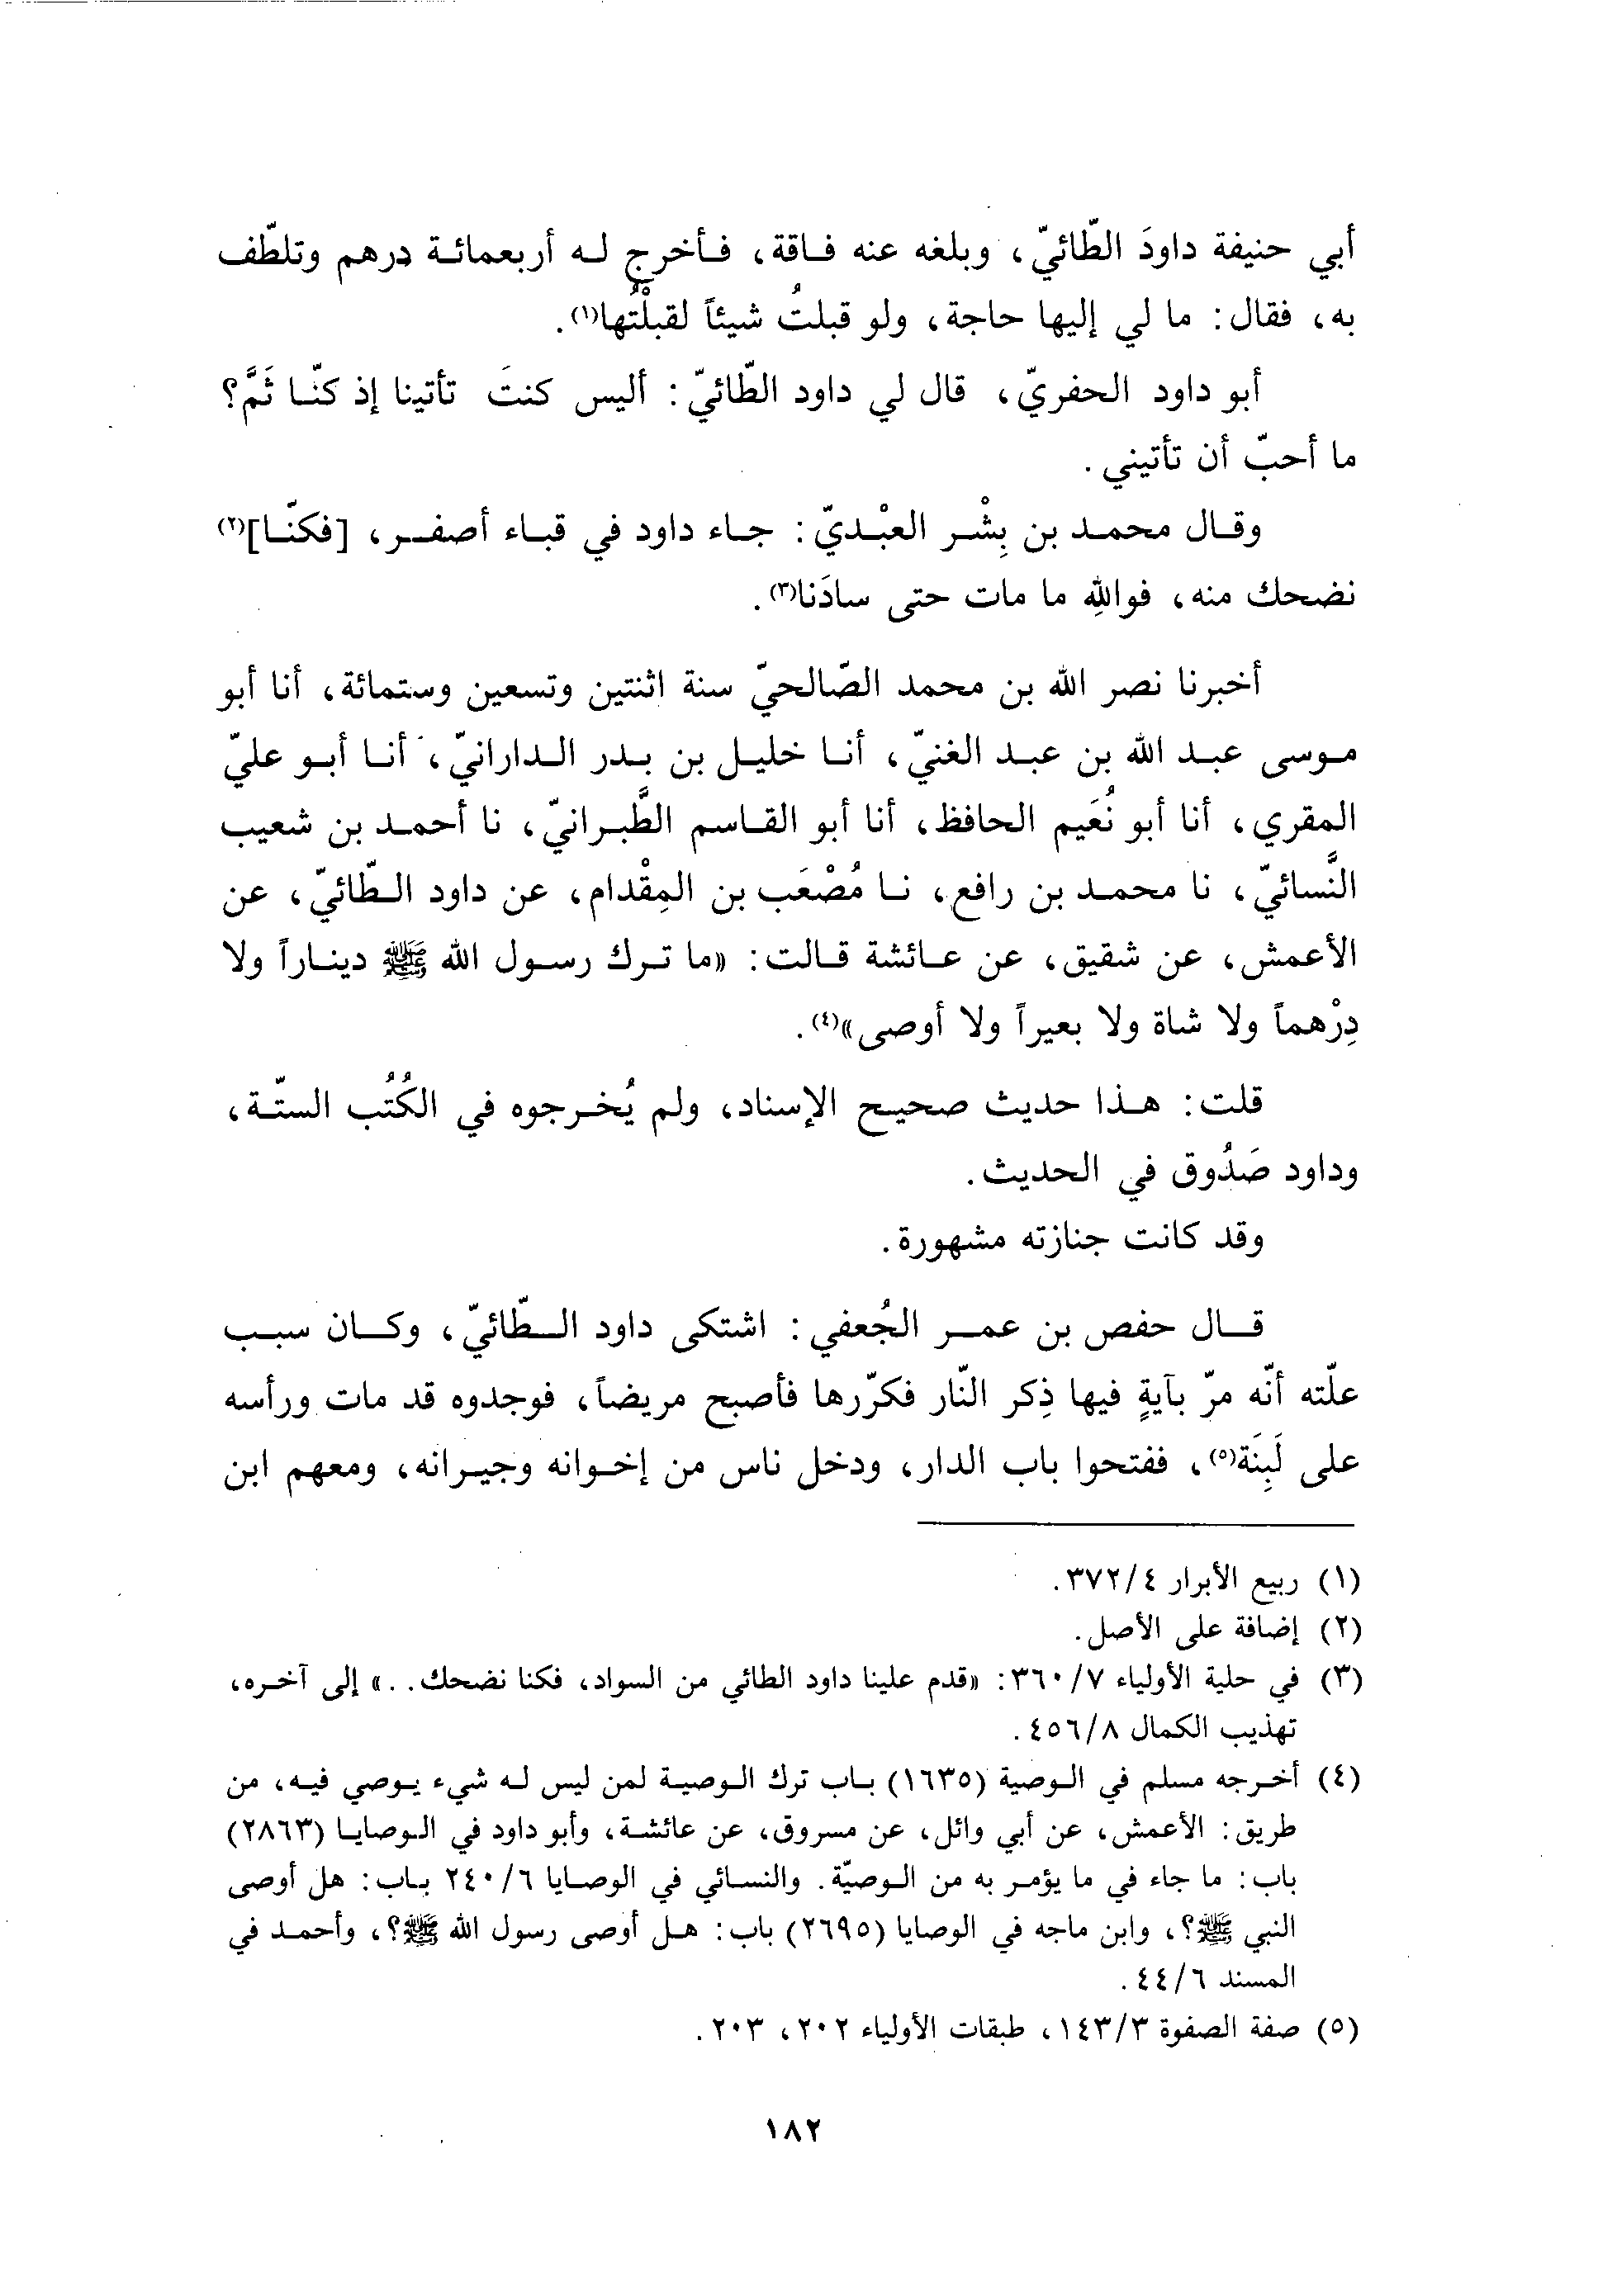 أبي حنيفة داودَ الطّائيّ، وبلغه عنه فاقة، فأخرج له أربعمائة درهم وتلطّف
به، فقال: ما لي إليها حاجة، ولو قبلتُ شيئاً لقبلْتُها(١).
أبو داود الحفريّ، قال لي داود الطّائيّ: أليس كنتَ تأتينا إذ كنّا ثَمَّ؟
ما أحبّ أن تأتيني.
وقال محمد بن بِشْر العبْديّ: جاء داود في قباء أصفر، [فكنّا](٢)
نضحك منه، فواللهِ ما مات حتى سادَنا(٣).
أخبرنا نصر الله بن محمد الصّالحيّ سنة اثنتين وتسعين وستمائة، أنا أبو
موسى عبد الله بن عبد الغنيّ، أنا خليل بن بدر الدارانيّ، أنا أبو عليّ
المقري، أنا أبو نُعَيم الحافظ، أنا أبو القاسم الطَّبرانيّ، نا أحمد بن شعيب
النَّسائيّ، نا محمد بن رافع، نا مُصْعَب بن المِقْدام، عن داود الطّائيّ، عن
الأعمش، عن شقيق، عن عائشة قالت: «ما ترك رسول الله ﷺ ديناراً ولا
دِرْهماً ولا شاة ولا بعيراً ولا أوصى»(٤).
قلت: هذا حديث صحيح الإسناد، ولم يُخرجوه في الكُتُب الستّة،
وداود صَدُوق في الحديث.
وقد كانت جنازته مشهورة.
قال حفص بن عمر الجُعفي: اشتكى داود الطّائيّ، وكان سبب
علّته أنّه مرّ بآيةٍ فيها ذِكر النّار فكرّرها فأصبح مريضاً، فوجدوه قد مات ورأسه
على لَبِنَة(٥)، ففتحوا باب الدار، ودخل ناس من إخوانه وجيرانه، ومعهم ابن
(١) ربيع الأبرار ٣٧٢/٤.
(٢) إضافة على الأصل.
(٣) في حلية الأولياء ٣٦٠/٧: «قدم علينا داود الطائي من السواد، فكنا نضحك..» إلى آخره،
تهذيب الكمال ٤٥٦/٨.
(٤) أخرجه مسلم في الوصية (١٦٣٥) باب ترك الوصية لمن ليس له شيء يوصي فيه، من
طريق: الأعمش، عن أبي وائل، عن مسروق، عن عائشة، وأبو داود في الوصايا (٢٨٦٣)
باب: ما جاء في ما يؤمر به من الوصيّة. والنسائي في الوصايا ٢٤٠/٦ باب: هل أوصى
النبي ﷺ؟، وابن ماجه في الوصايا (٢٦٩٥) باب: هل أوصى رسول الله ﷺ؟، وأحمد في
المسند ٤٤/٦.
(٥) صفة الصفوة ١٤٣/٣، طبقات الأولياء ٢٠٢، ٢٠٣.
١٨٢